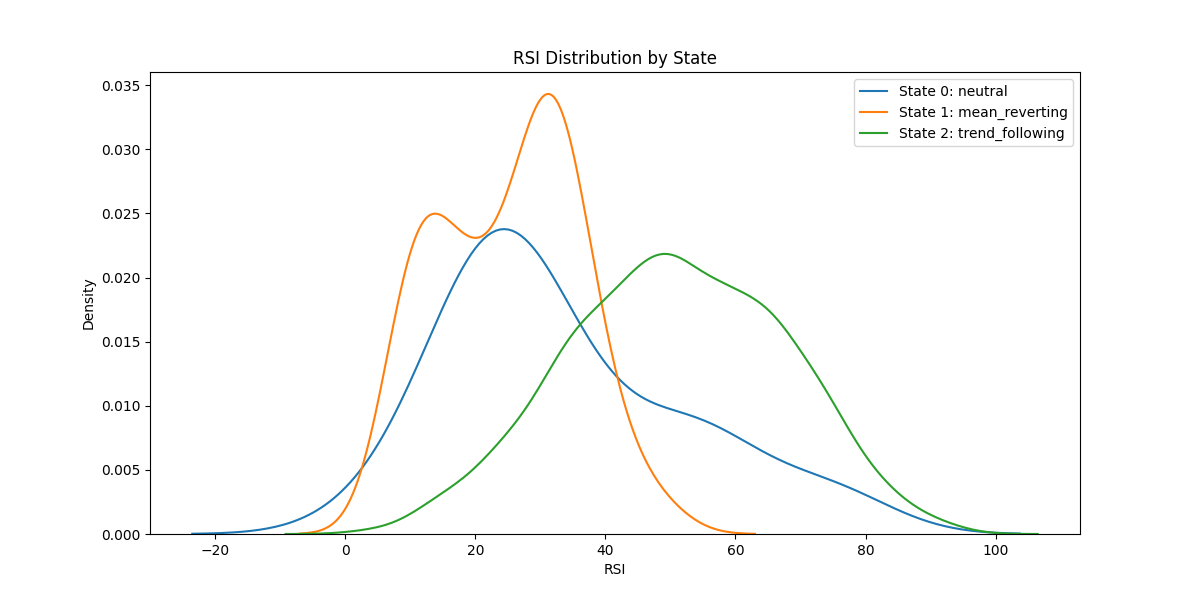 RSI Distribution by State
State 0: neutral
State 1: mean_reverting
State 2: trend_following
Density
0.035
0.030
0.025
0.020
0.015
0.010
0.005
0.000
−20
0
20
40
60
80
100
RSI